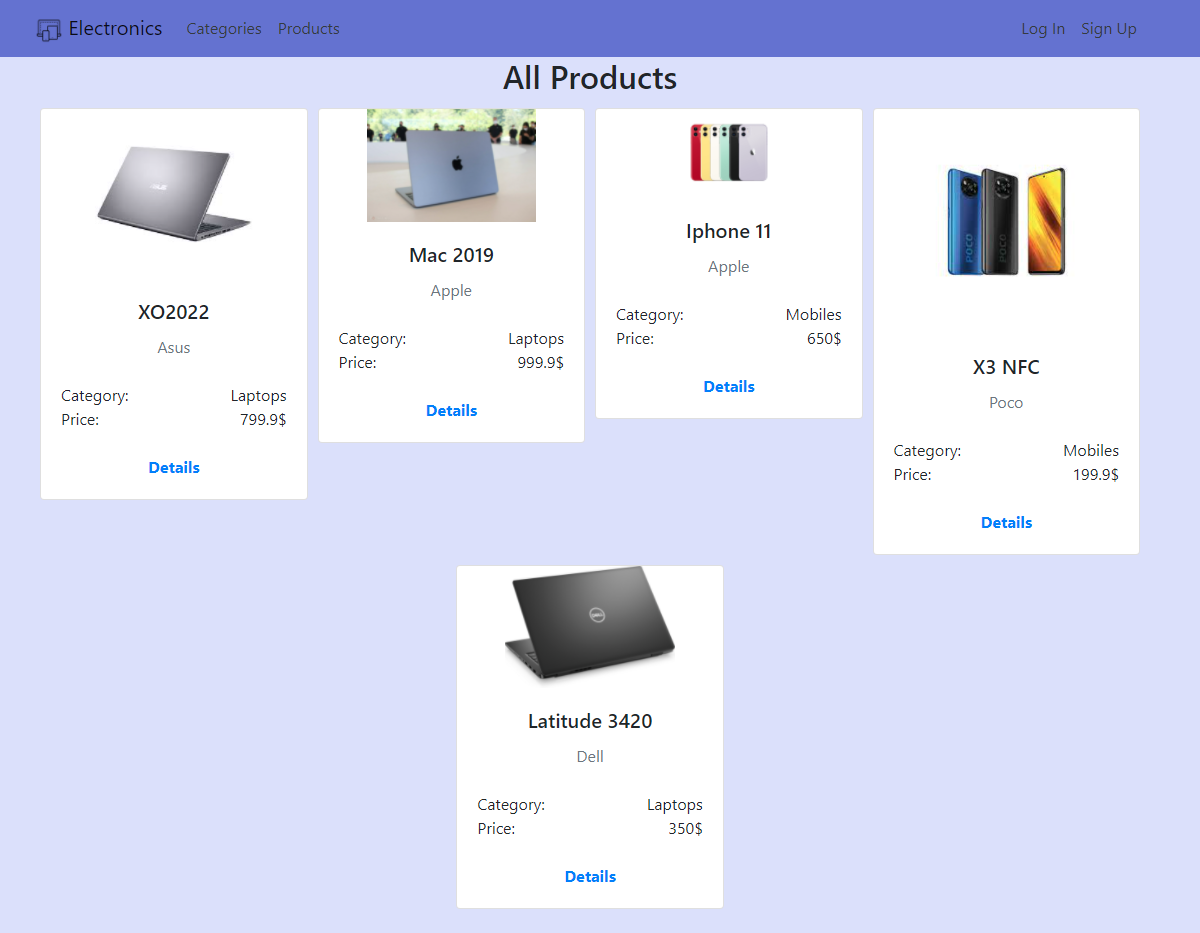 Electronics Categories Products Log In Sign Up
All Products
XO2022
Asus
Category: Laptops
Price: 799.9$
Details
Mac 2019
Apple
Category: Laptops
Price: 999.9$
Details
Iphone 11
Apple
Category: Mobiles
Price: 650$
Details
POCO
POCO
X3 NFC
Poco
Category: Mobiles
Price: 199.9$
Details
Latitude 3420
Dell
Category: Laptops
Price: 350$
Details